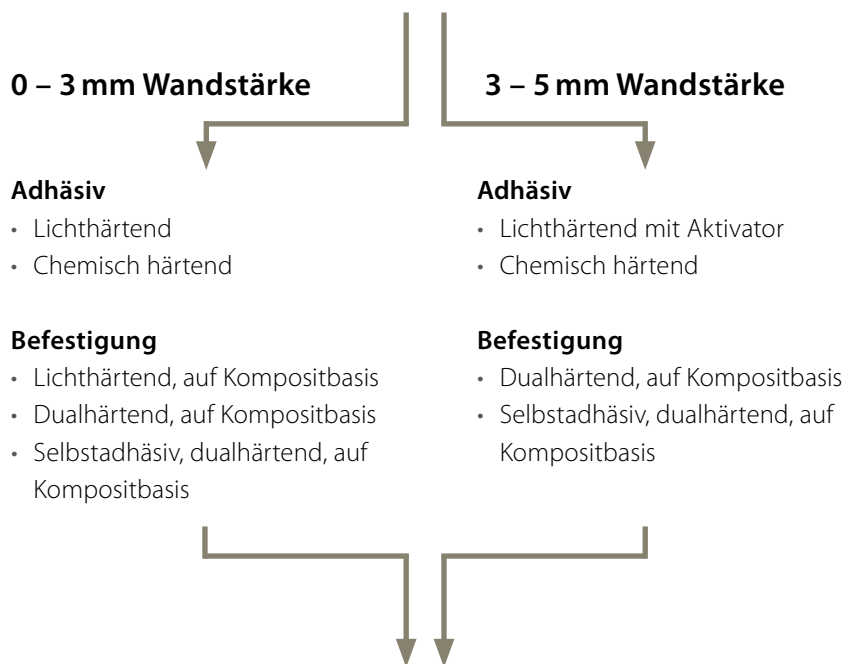 0 – 3 mm Wandstärke
Adhäsiv
• Lichthärtend
• Chemisch härtend
Befestigung
• Lichthärtend, auf Kompositbasis
• Dualhärtend, auf Kompositbasis
• Selbstadhäsiv, dualhärtend, auf
Kompositbasis
3 – 5 mm Wandstärke
Adhäsiv
• Lichthärtend mit Aktivator
• Chemisch härtend
Befestigung
• Dualhärtend, auf Kompositbasis
• Selbstadhäsiv, dualhärtend, auf
Kompositbasis